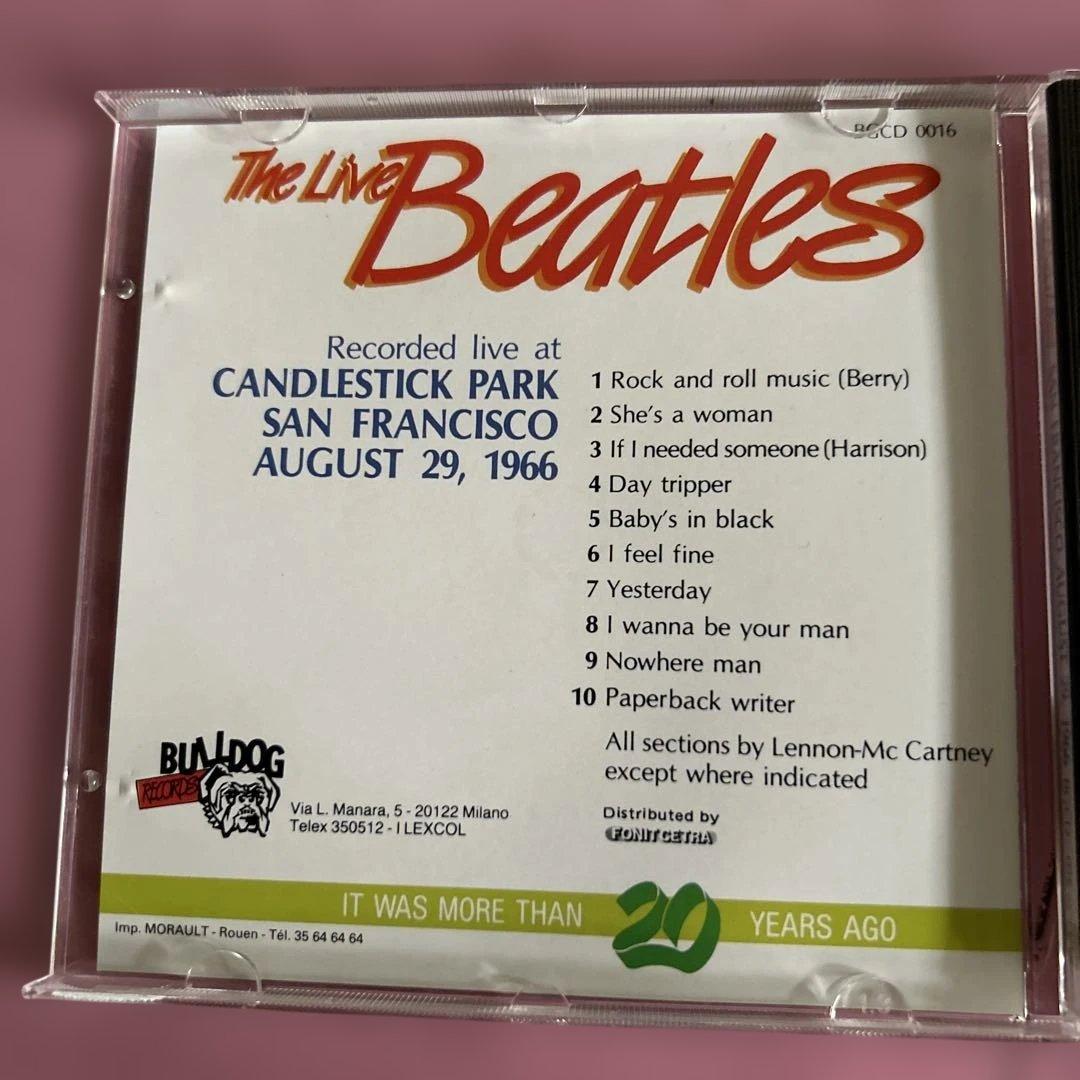 BGCD 0016
The Live Beatles
Recorded live at
CANDLESTICK PARK
SAN FRANCISCO
AUGUST 29, 1966
1 Rock and roll music (Berry)
2 She's a woman
3 If I needed someone (Harrison)
4 Day tripper
5 Baby's in black
6 I feel fine
7 Yesterday
8 I wanna be your man
9 Nowhere man
10 Paperback writer
All sections by Lennon-Mc Cartney
except where indicated
Distributed by
FONIT CETRA
BULLDOG
RECORDS
Via L. Manara, 5 - 20122 Milano
Telex 350512 - I LEXCOL
IT WAS MORE THAN 20 YEARS AGO
Imp. MORAULT - Rouen - Tél. 35 64 64 64